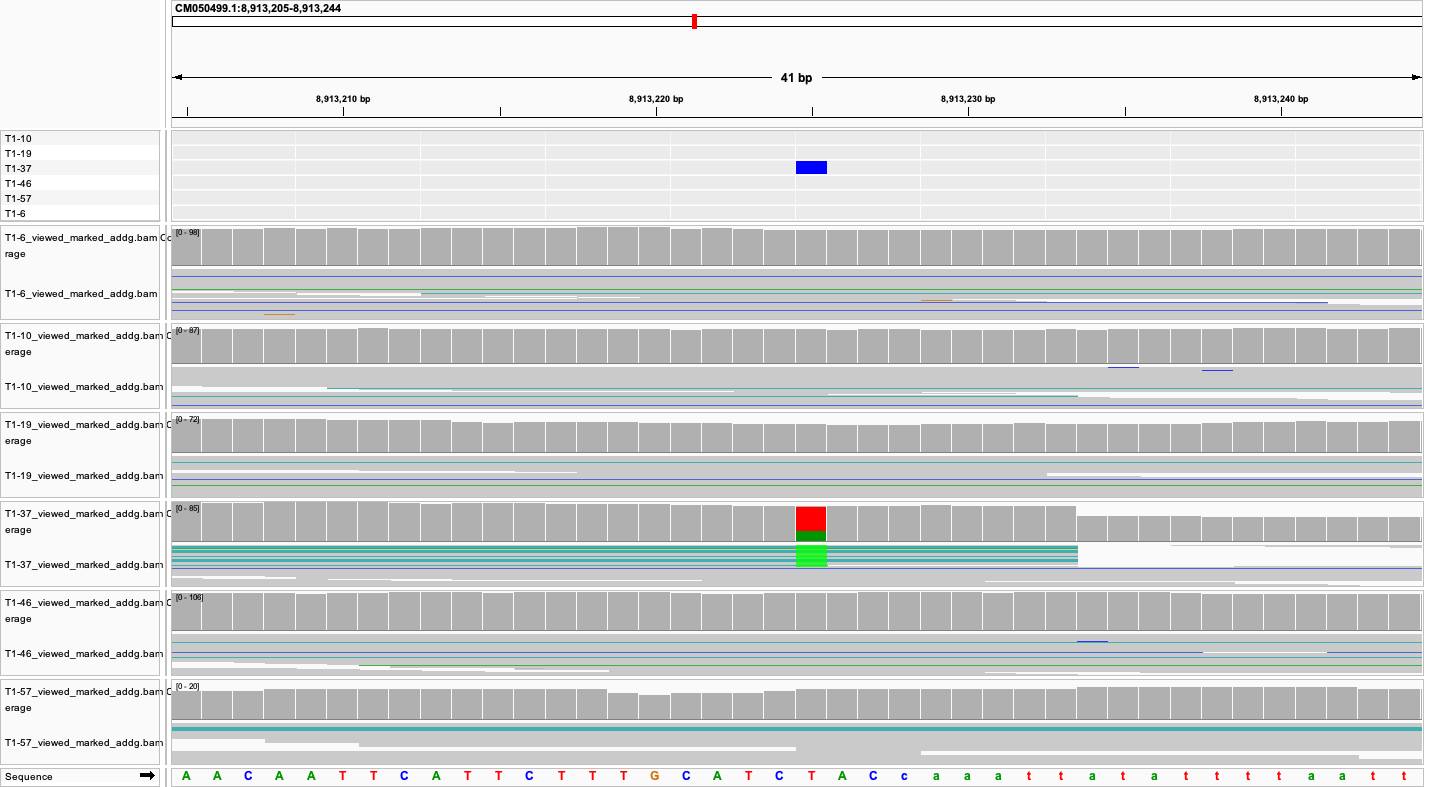 CM050499.1:8,913,205-8,913,244
41 bp
8,913,210 bp 8,913,220 bp 8,913,230 bp 8,913,240 bp
T1-10
T1-19
T1-37
T1-46
T1-57
T1-6
T1-6_viewed_marked_addg.bam Co
rage
[0 - 98]
T1-6_viewed_marked_addg.bam
T1-10_viewed_marked_addg.bam C
erage
[0 - 87]
T1-10_viewed_marked_addg.bam
T1-19_viewed_marked_addg.bam C
erage
[0 - 72]
T1-19_viewed_marked_addg.bam
T1-37_viewed_marked_addg.bam C
erage
[0 - 85]
T1-37_viewed_marked_addg.bam
T1-46_viewed_marked_addg.bam C
erage
[0 - 106]
T1-46_viewed_marked_addg.bam
T1-57_viewed_marked_addg.bam C
erage
[0 - 20]
T1-57_viewed_marked_addg.bam
Sequence A A C A A T T C A T T C T T T G C A T C T A C C c a a a t t a t a t t t t a a t t